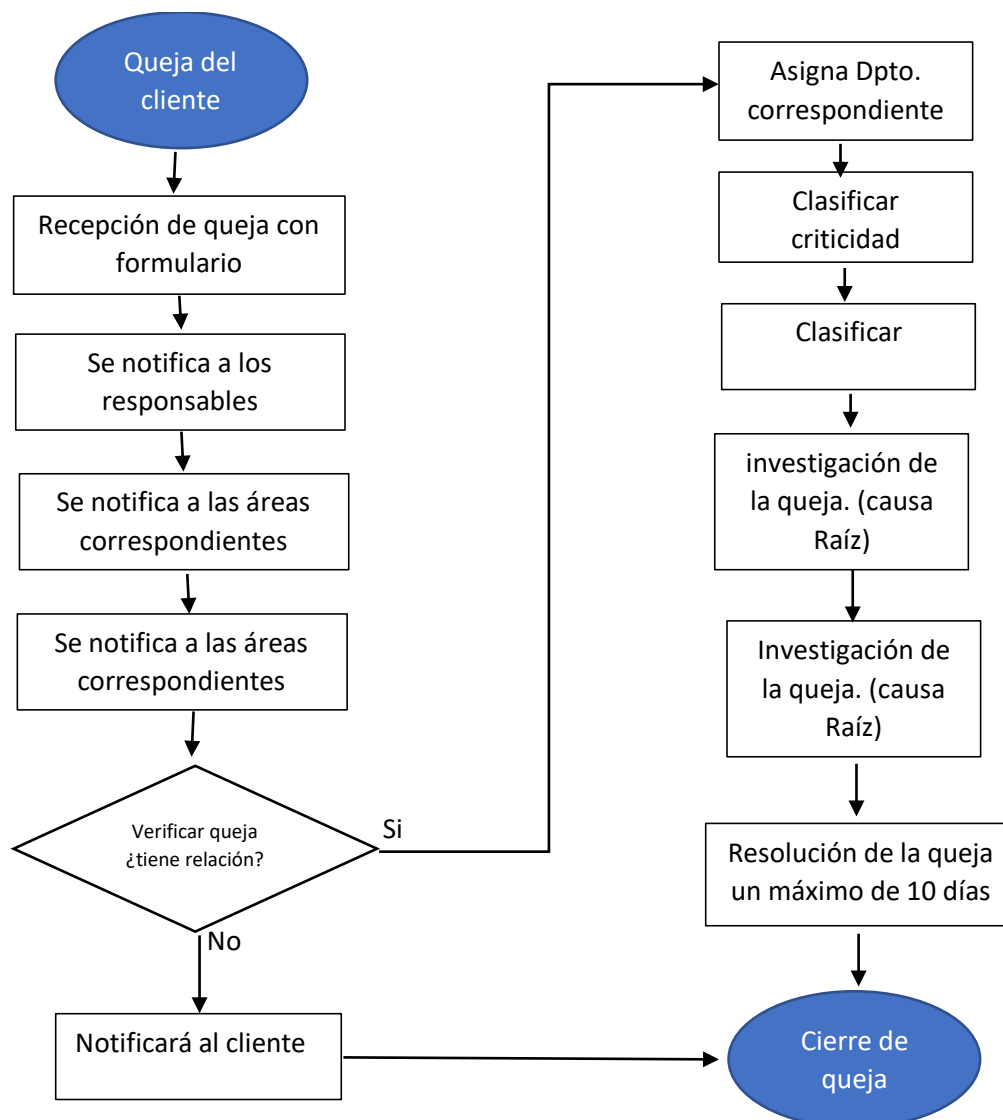 Queja del
cliente
Recepción de queja con
formulario
Se notifica a los
responsables
Se notifica a las áreas
correspondientes
Se notifica a las áreas
correspondientes
Verificar queja
¿tiene relación?
Si
No
Notificará al cliente
Asigna Dpto.
correspondiente
Clasificar
criticidad
Clasificar
investigación de
la queja. (causa
Raíz)
Investigación de
la queja. (causa
Raíz)
Resolución de la queja
un máximo de 10 días
Cierre de
queja